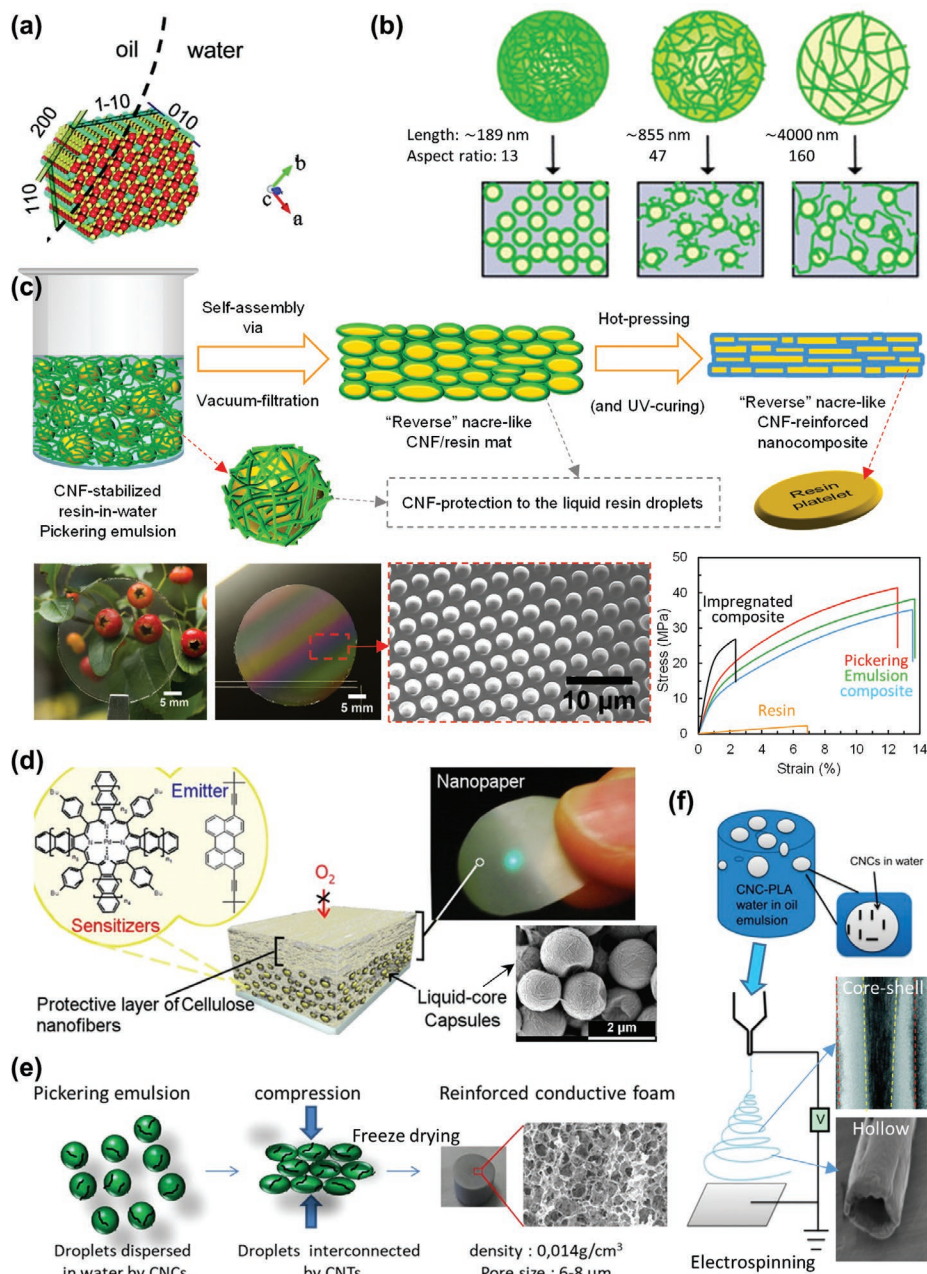 (a)
oil water
200
1-10
010
110
b
c
a
(b)
Length: ~189 nm
Aspect ratio: 13
~855 nm
47
~4000 nm
160
(c)
Self-assembly
via
Vacuum-filtration
Hot-pressing
(and UV-curing)
"Reverse" nacre-like
CNF/resin mat
"Reverse" nacre-like
CNF-reinforced
nanocomposite
CNF-stabilized
resin-in-water
Pickering emulsion
CNF-protection to the liquid resin droplets
Resin
platelet
5 mm
5 mm
10 µm
Stress (MPa)
50
40
30
20
10
0
Impregnated
composite
Pickering
Emulsion
composite
Resin
0 2 4 6 8 10 12 14
Strain (%)
(d)
Emitter
Sensitizers
Bu
Bu
Bu
Bu
N
N
N
N
Pd
O2
Nanopaper
Protective layer of Cellulose
nanofibers
Liquid-core
Capsules
2 µm
(e)
Pickering emulsion
compression
Reinforced conductive foam
Freeze drying
Droplets dispersed
in water by CNCs
Droplets interconnected
by CNTs
density : 0,014g/cm³
Pore size : 6-8 µm
(f)
CNCs in water
CNC-PLA
water in oil
emulsion
Core-shell
V
Hollow
Electrospinning